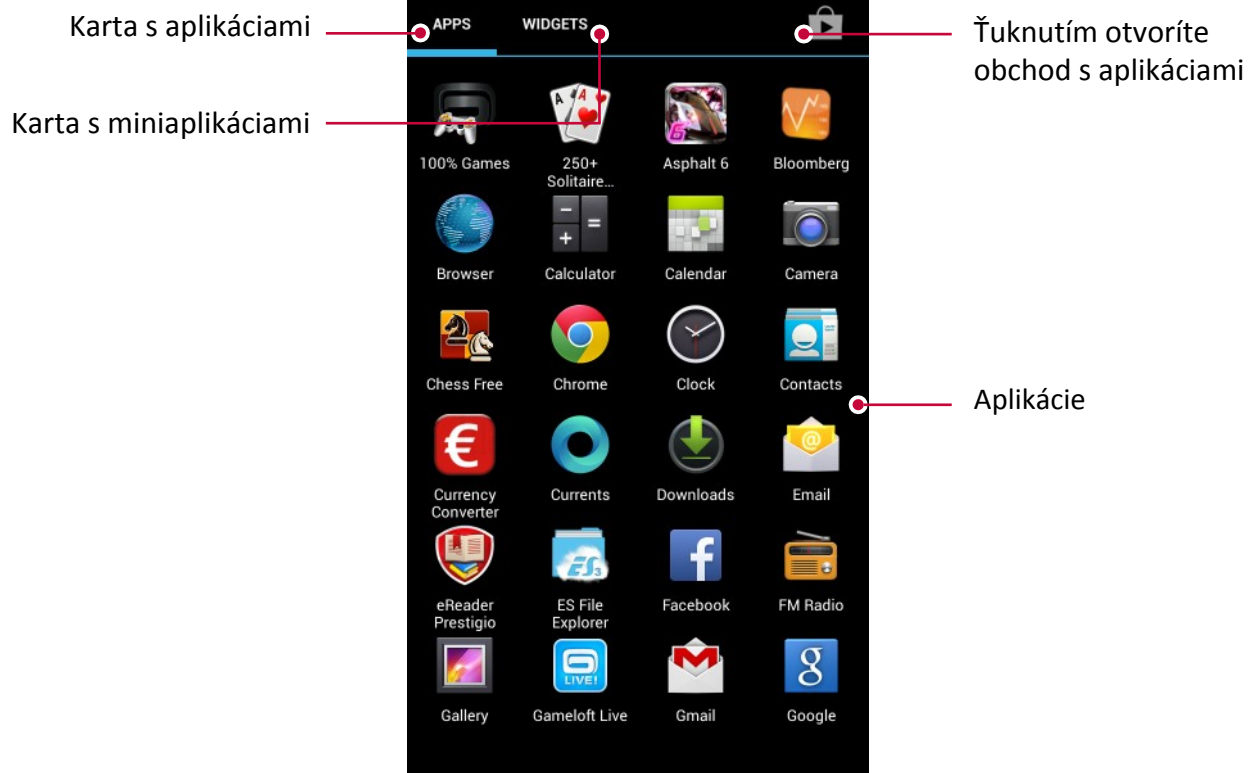 Karta s aplikáciami
Karta s miniaplikáciami
APPS WIDGETS
100% Games 250+ Solitaire… Asphalt 6 Bloomberg
Browser Calculator Calendar Camera
Chess Free Chrome Clock Contacts
€
@
Currency Converter Currents Downloads Email
ES3
f
eReader Prestigio ES File Explorer Facebook FM Radio
LIVE!
g
Gallery Gameloft Live Gmail Google
Ťuknutím otvoríte
obchod s aplikáciami
Aplikácie